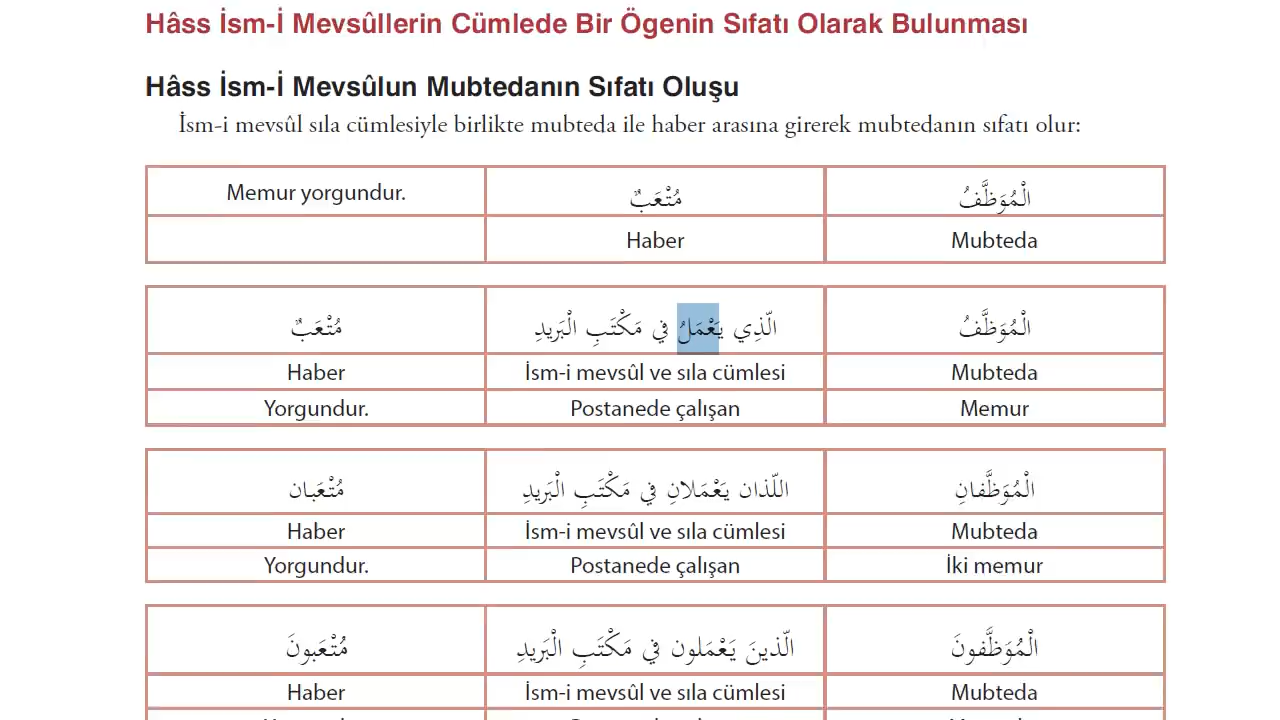 Hâss İsm-İ Mevsûllerin Cümlede Bir Ögenin Sıfatı Olarak Bulunması
Hâss İsm-İ Mevsûlun Mubtedanın Sıfatı Oluşu
İsm-i mevsûl sıla cümlesiyle birlikte mubteda ile haber arasına girerek mubtedanın sıfatı olur:
Memur yorgundur. مُتْعَبٌ الْمُوَظَّفُ
Haber Mubteda
مُتْعَبٌ الَّذِي يَعْمَلُ فِي مَكْتَبِ الْبَرِيدِ الْمُوَظَّفُ
Haber İsm-i mevsûl ve sıla cümlesi Mubteda
Yorgundur. Postanede çalışan Memur
مُتْعَبان اللّذان يَعْمَلانِ فِي مَكْتَبِ الْبَرِيدِ الْمُوَظَّفانِ
Haber İsm-i mevsûl ve sıla cümlesi Mubteda
Yorgundur. Postanede çalışan İki memur
مُتْعَبونَ الَّذينَ يَعْمَلون فِي مَكْتَبِ الْبَرِيدِ الْمُوَظَّفونَ
Haber İsm-i mevsûl ve sıla cümlesi Mubteda